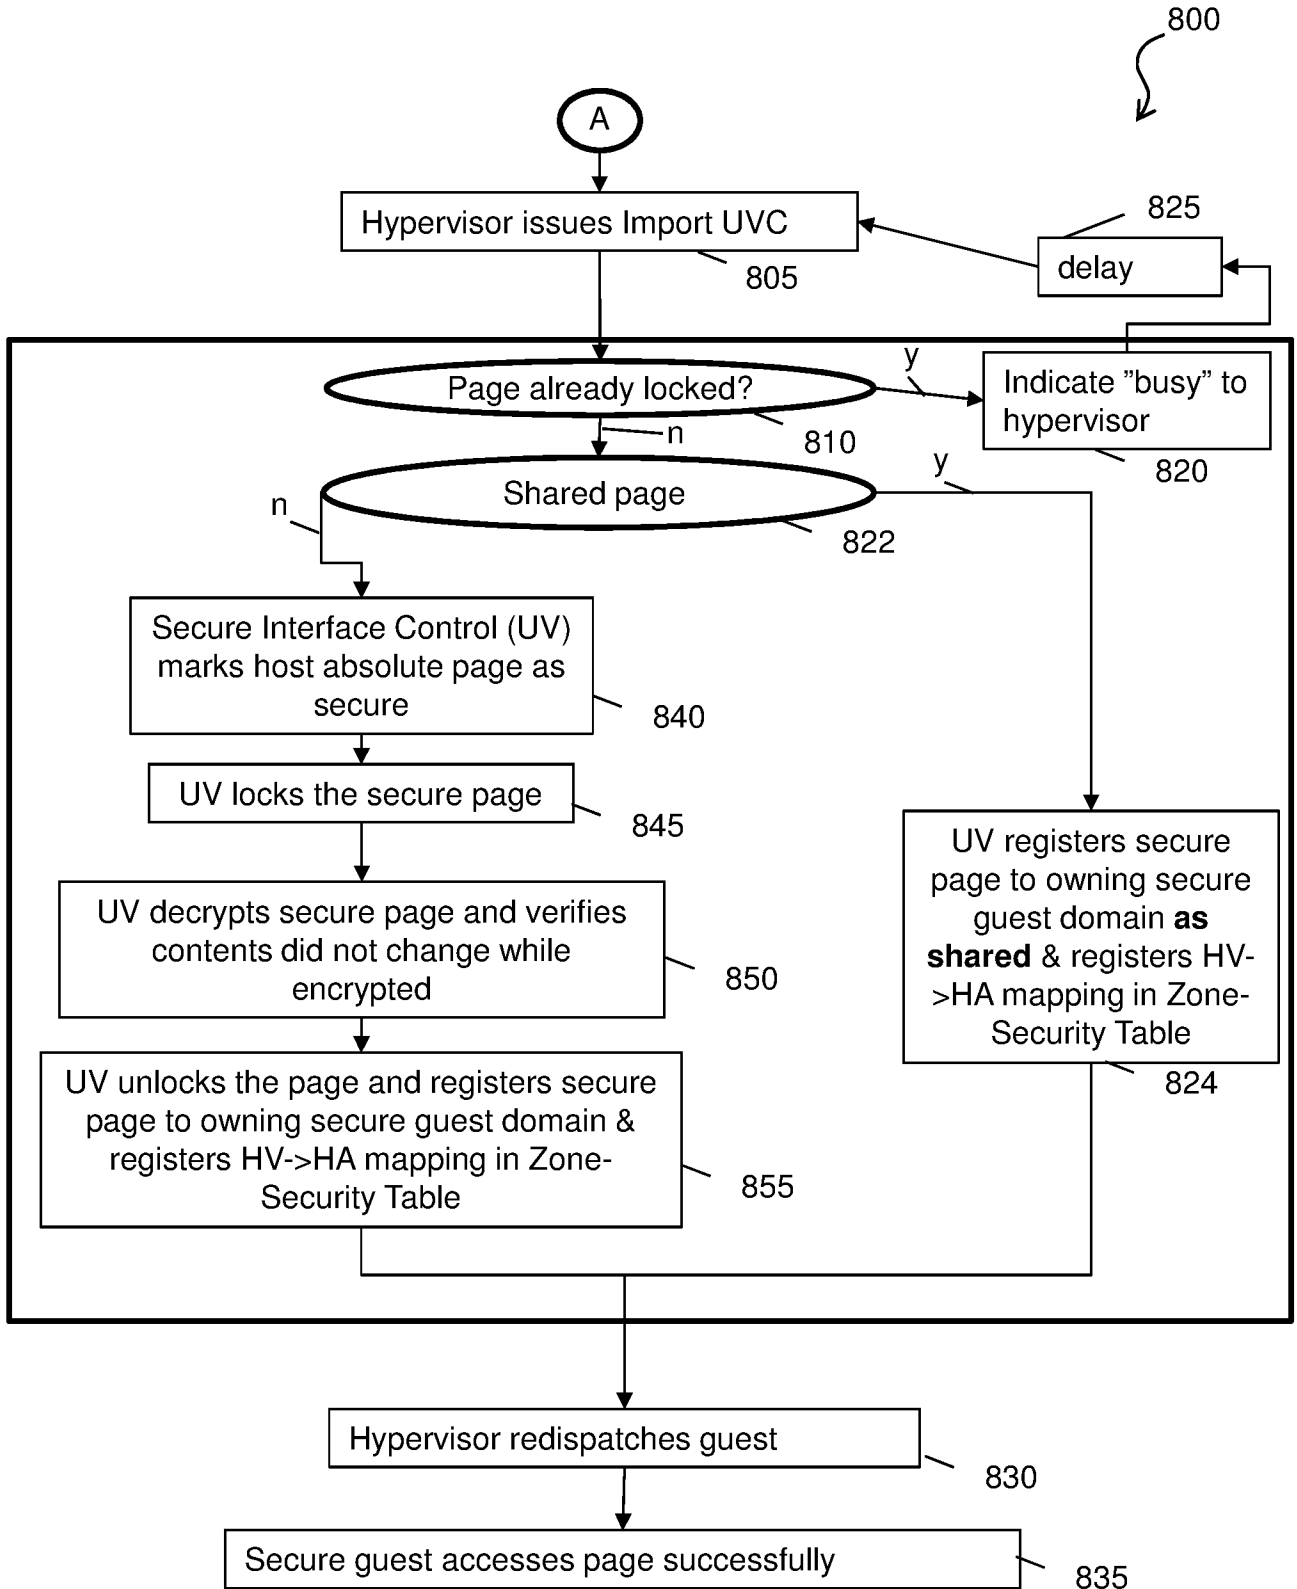 800
A
Hypervisor issues Import UVC
805
825
delay
Page already locked?
810
y
Indicate ”busy” to
hypervisor
820
n
Shared page
822
y
n
Secure Interface Control (UV)
marks host absolute page as
secure
840
UV locks the secure page
845
UV decrypts secure page and verifies
contents did not change while
encrypted
850
UV unlocks the page and registers secure
page to owning secure guest domain &
registers HV->HA mapping in Zone-
Security Table
855
UV registers secure
page to owning secure
guest domain as
shared & registers HV-
>HA mapping in Zone-
Security Table
824
Hypervisor redispatches guest
830
Secure guest accesses page successfully
835